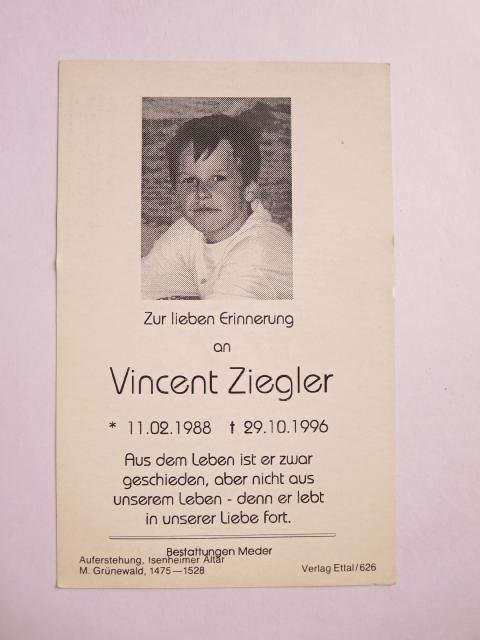 Zur lieben Erinnerung
an
Vincent Ziegler
* 11.02.1988 † 29.10.1996
Aus dem Leben ist er zwar
geschieden, aber nicht aus
unserem Leben - denn er lebt
in unserer Liebe fort.
Bestattungen Meder
Auferstehung, Isenheimer Altar
M. Grünewald, 1475—1528
Verlag Ettal/626